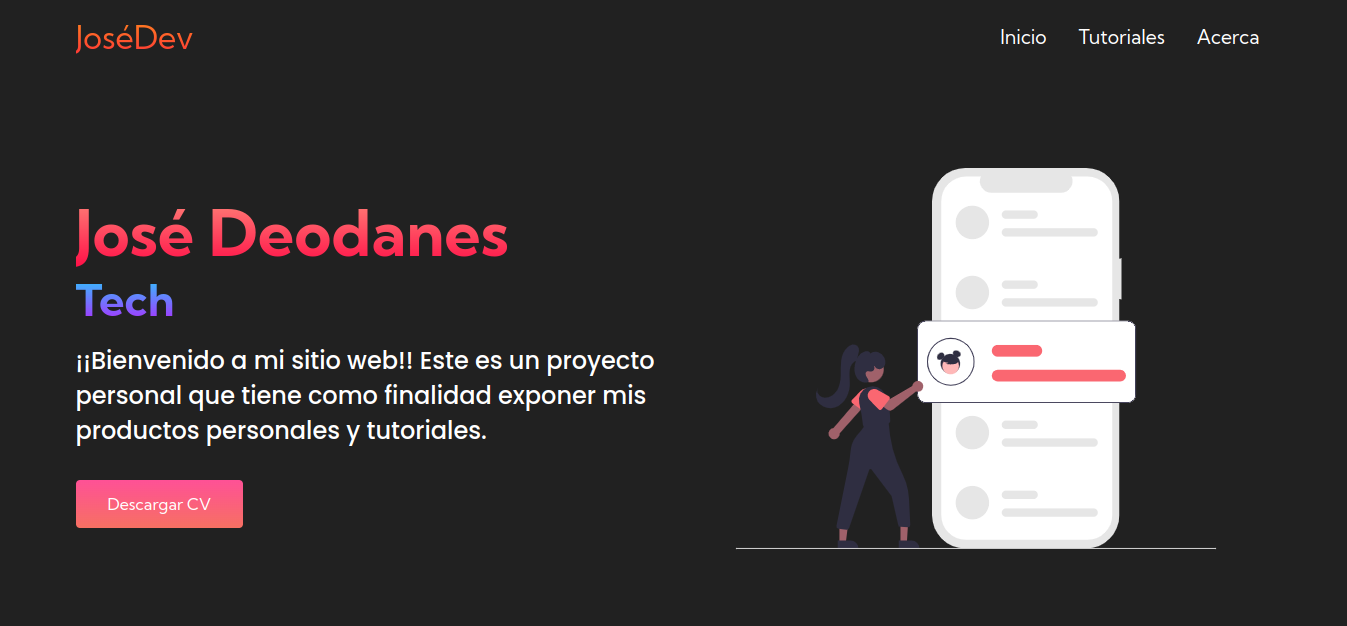 JoséDev
Inicio Tutoriales Acerca
José Deodanes
Tech
¡¡Bienvenido a mi sitio web!! Este es un proyecto
personal que tiene como finalidad exponer mis
productos personales y tutoriales.
Descargar CV